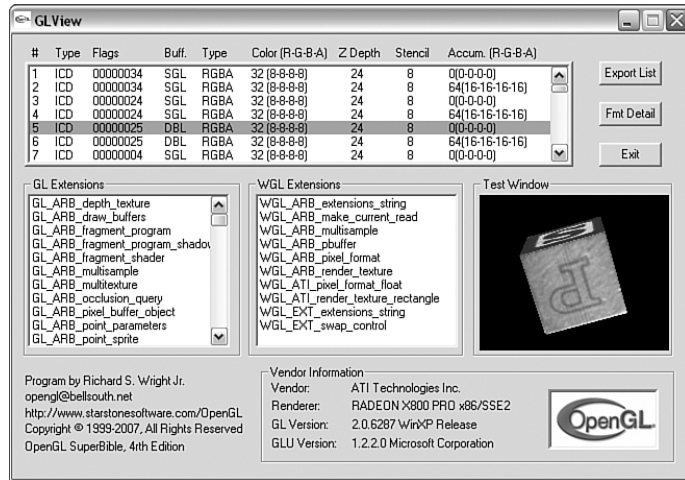 GLView
# Type Flags Buff. Type Color (R-G-B-A) Z Depth Stencil Accum. (R-G-B-A)
1 ICD 00000034 SGL RGBA 32 (8-8-8-8) 24 8 0(0-0-0-0)
2 ICD 00000034 SGL RGBA 32 (8-8-8-8) 24 8 64(16-16-16-16)
3 ICD 00000024 SGL RGBA 32 (8-8-8-8) 24 8 0(0-0-0-0)
4 ICD 00000024 SGL RGBA 32 (8-8-8-8) 24 8 64(16-16-16-16)
5 ICD 00000025 DBL RGBA 32 (8-8-8-8) 24 8 0(0-0-0-0)
6 ICD 00000025 DBL RGBA 32 (8-8-8-8) 24 8 64(16-16-16-16)
7 ICD 00000004 SGL RGBA 32 (8-8-8-8) 24 8 0(0-0-0-0)
Export List
Fmt Detail
Exit
GL Extensions
GL_ARB_depth_texture
GL_ARB_draw_buffers
GL_ARB_fragment_program
GL_ARB_fragment_program_shadow
GL_ARB_fragment_shader
GL_ARB_multisample
GL_ARB_multitexture
GL_ARB_occlusion_query
GL_ARB_pixel_buffer_object
GL_ARB_point_parameters
GL_ARB_point_sprite
WGL Extensions
WGL_ARB_extensions_string
WGL_ARB_make_current_read
WGL_ARB_multisample
WGL_ARB_pbuffer
WGL_ARB_pixel_format
WGL_ARB_render_texture
WGL_ATI_pixel_format_float
WGL_ATI_render_texture_rectangle
WGL_EXT_extensions_string
WGL_EXT_swap_control
Test Window
S
P
Program by Richard S. Wright Jr.
opengl@bellsouth.net
http://www.starstonesoftware.com/OpenGL
Copyright © 1999-2007, All Rights Reserved
OpenGL SuperBible, 4rth Edition
Vendor Information
Vendor: ATI Technologies Inc.
Renderer: RADEON X800 PRO x86/SSE2
GL Version: 2.0.6287 WinXP Release
GLU Version: 1.2.2.0 Microsoft Corporation
OpenGL.